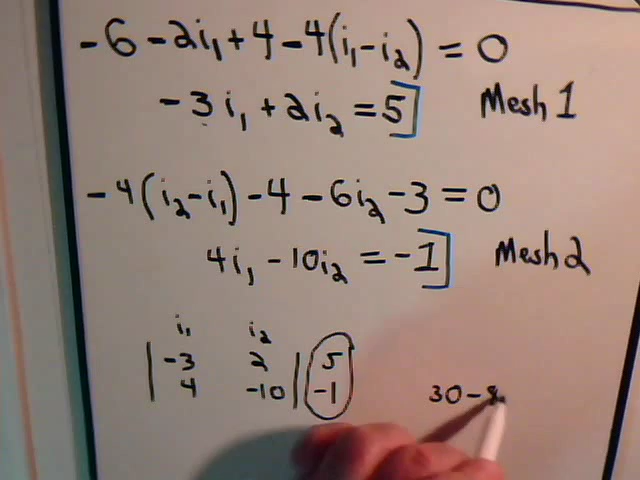 -6 - 2i₁ + 4 - 4(i₁ - i₂) = 0
-3i₁ + 2i₂ = 5] Mesh 1
-4(i₂ - i₁) - 4 - 6i₂ - 3 = 0
4i₁ - 10i₂ = -1] Mesh 2
i₁ i₂
| -3 2 | 5
| 4 -10 | -1
30 - 8